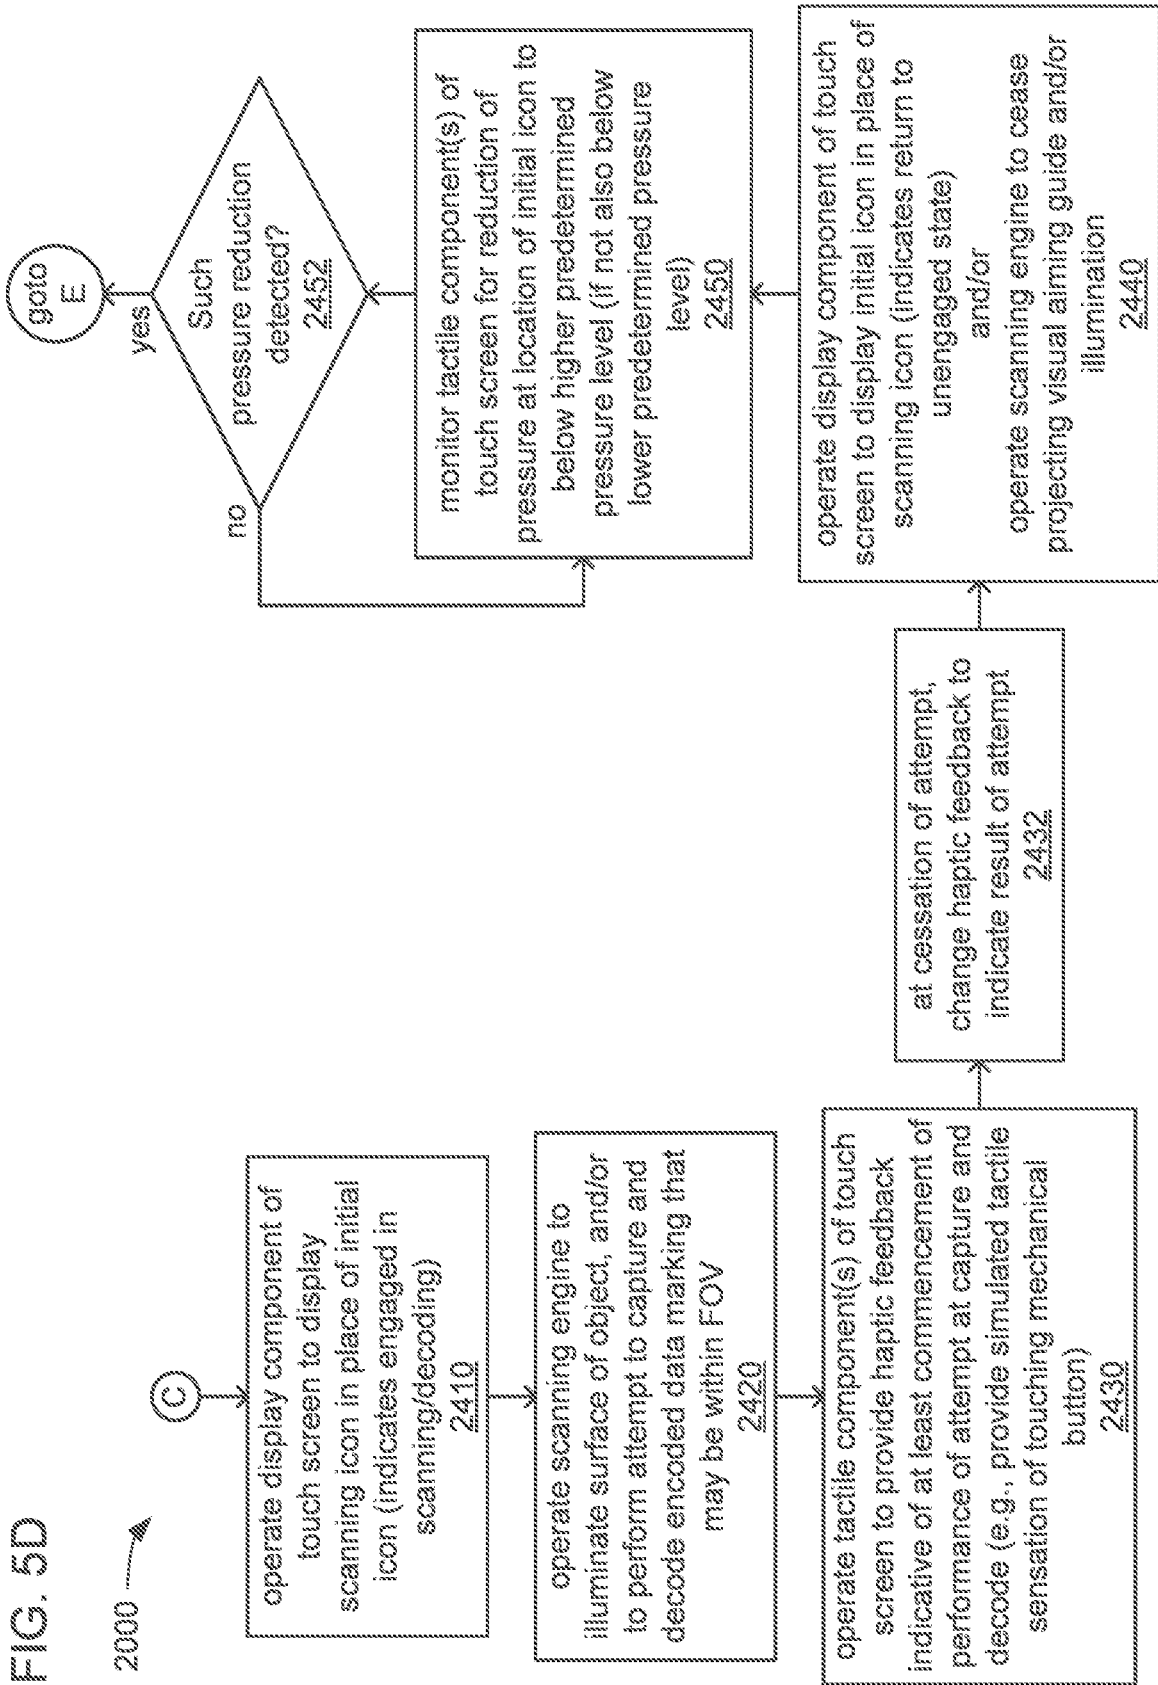 FIG. 5D
2000
C
operate display component of
touch screen to display
scanning icon in place of initial
icon (indicates engaged in
scanning/decoding)
2410
operate scanning engine to
illuminate surface of object, and/or
to perform attempt to capture and
decode encoded data marking that
may be within FOV
2420
operate tactile component(s) of touch
screen to provide haptic feedback
indicative of at least commencement of
performance of attempt at capture and
decode (e.g., provide simulated tactile
sensation of touching mechanical
button)
2430
at cessation of attempt,
change haptic feedback to
indicate result of attempt
2432
operate display component of touch
screen to display initial icon in place of
scanning icon (indicates return to
unengaged state)
and/or
operate scanning engine to cease
projecting visual aiming guide and/or
illumination
2440
monitor tactile component(s) of
touch screen for reduction of
pressure at location of initial icon to
below higher predetermined
pressure level (if not also below
lower predetermined pressure
level)
2450
Such
pressure reduction
detected?
2452
no
yes
goto
E